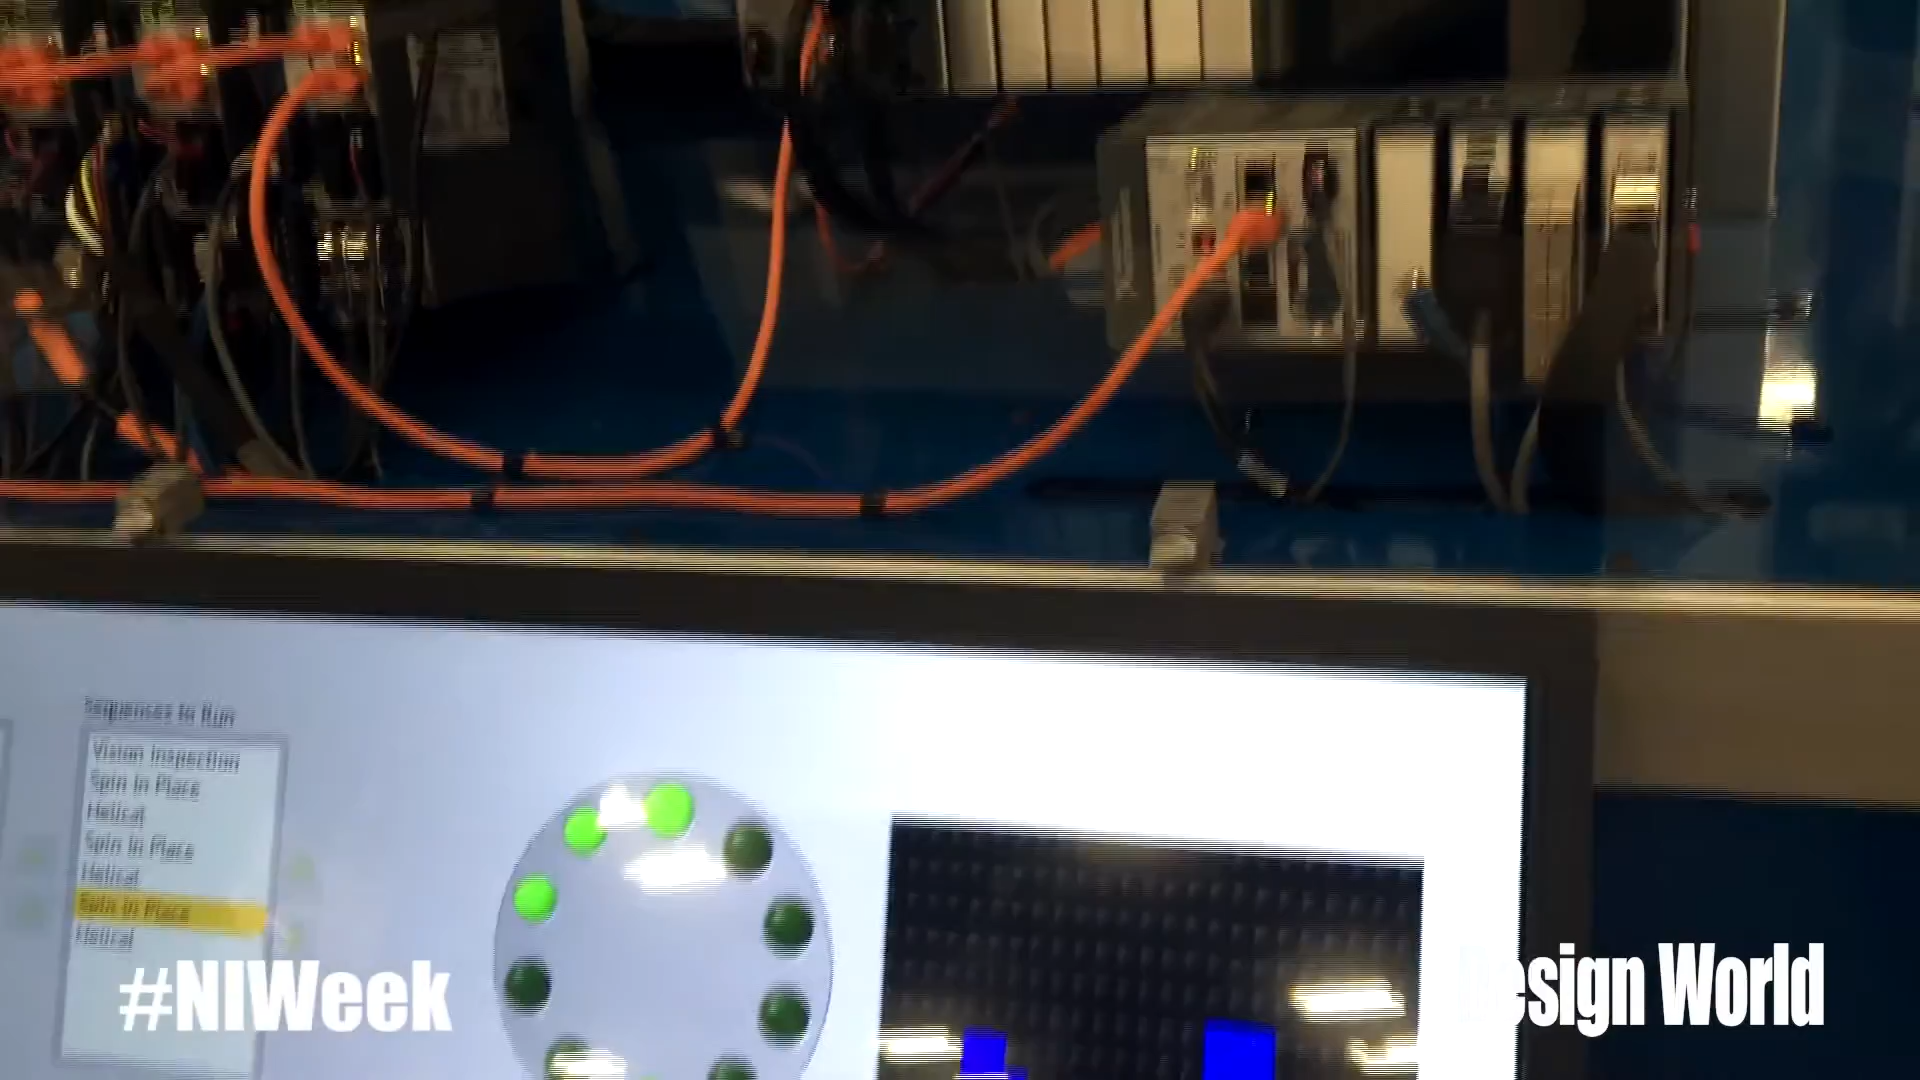 Sequences to Run
Vision Inspection
Spin In Place
Helical
Spin In Place
Helical
Spin In Place
Helical
#NIWeek
Design World